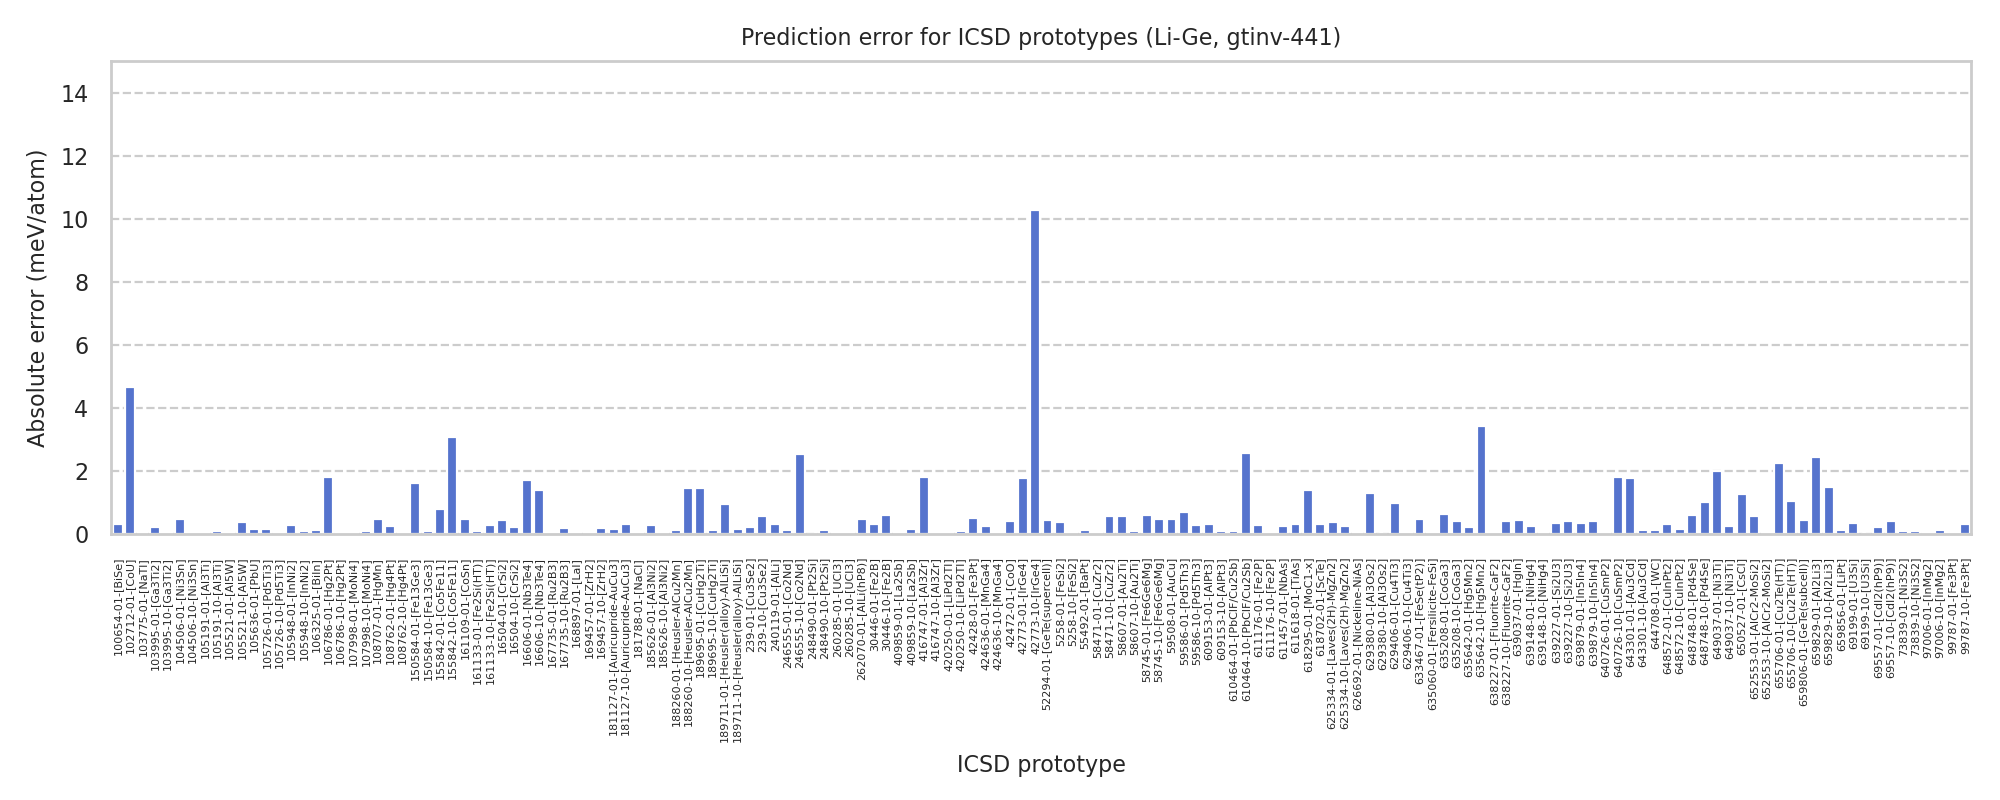 Prediction error for ICSD prototypes (Li-Ge, gtinv-441)
Absolute error (meV/atom)
14
12
10
8
6
4
2
0
100654-01-[BiSe]
102712-01-[CoU]
103775-01-[NaTl]
103995-01-[Ga3Ti2]
103995-10-[Ga3Ti2]
104506-01-[Ni3Sn]
104506-10-[Ni3Sn]
105191-01-[Al3Ti]
105191-10-[Al3Ti]
105521-01-[Al5W]
105521-10-[Al5W]
105636-01-[PbU]
105726-01-[Pd5Ti3]
105726-10-[Pd5Ti3]
105948-01-[InNi2]
105948-10-[InNi2]
106325-01-[BiIn]
106786-01-[Hg2Pt]
106786-10-[Hg2Pt]
107998-01-[MoNi4]
107998-10-[MoNi4]
108707-01-[HgMn]
108762-01-[Hg4Pt]
108762-10-[Hg4Pt]
150584-01-[Fe13Ge3]
150584-10-[Fe13Ge3]
155842-01-[Co5Fe11]
155842-10-[Co5Fe11]
161109-01-[CoSn]
161133-01-[Fe2Si(HT)]
161133-10-[Fe2Si(HT)]
16504-01-[CrSi2]
16504-10-[CrSi2]
16606-01-[Nb3Te4]
16606-10-[Nb3Te4]
167735-01-[Ru2B3]
167735-10-[Ru2B3]
168897-01-[LaI]
169457-01-[ZrH2]
169457-10-[ZrH2]
181127-01-[Auricupride-AuCu3]
181127-10-[Auricupride-AuCu3]
181788-01-[NaCl]
185626-01-[Al3Ni2]
185626-10-[Al3Ni2]
188260-01-[Heusler-AlCu2Mn]
188260-10-[Heusler-AlCu2Mn]
189695-01-[CuHg2Ti]
189695-10-[CuHg2Ti]
189711-01-[Heusler(alloy)-AlLiSi]
189711-10-[Heusler(alloy)-AlLiSi]
239-01-[Cu3Se2]
239-10-[Cu3Se2]
240119-01-[AlLi]
246555-01-[Co2Nd]
246555-10-[Co2Nd]
248490-01-[Pt2Si]
248490-10-[Pt2Si]
260285-01-[UCl3]
260285-10-[UCl3]
262070-01-[AlLi(hP8)]
30446-01-[Fe2B]
30446-10-[Fe2B]
409859-01-[La2Sb]
409859-10-[La2Sb]
416747-01-[Al3Zr]
416747-10-[Al3Zr]
420250-01-[LiPd2Tl]
420250-10-[LiPd2Tl]
42428-01-[Fe3Pt]
424636-01-[MnGa4]
424636-10-[MnGa4]
42472-01-[CoO]
42773-01-[IrGe4]
42773-10-[IrGe4]
52294-01-[GeTe(supercell)]
5258-01-[FeSi2]
5258-10-[FeSi2]
55492-01-[BaPt]
58471-01-[CuZr2]
58471-10-[CuZr2]
58607-01-[Au2Ti]
58607-10-[Au2Ti]
58745-01-[Fe6Ge6Mg]
58745-10-[Fe6Ge6Mg]
59508-01-[AuCu]
59586-01-[Pd5Th3]
59586-10-[Pd5Th3]
609153-01-[AlPt3]
609153-10-[AlPt3]
610464-01-[PbClF/Cu2Sb]
610464-10-[PbClF/Cu2Sb]
611176-01-[Fe2P]
611176-10-[Fe2P]
611457-01-[NbAs]
611618-01-[TiAs]
618295-01-[MoC1-x]
618702-01-[ScTe]
625334-01-[Laves(2H)-MgZn2]
625334-10-[Laves(2H)-MgZn2]
626692-01-[Nickeline-NiAs]
629380-01-[Al3Os2]
629380-10-[Al3Os2]
629406-01-[Cu4Ti3]
629406-10-[Cu4Ti3]
633467-01-[FeSe(tP2)]
635060-01-[Fersilicite-FeSi]
635208-01-[CoGa3]
635208-10-[CoGa3]
635642-01-[Hg5Mn2]
635642-10-[Hg5Mn2]
638227-01-[Fluorite-CaF2]
638227-10-[Fluorite-CaF2]
639037-01-[HgIn]
639148-01-[NiHg4]
639148-10-[NiHg4]
639227-01-[Si2U3]
639227-10-[Si2U3]
639879-01-[In5In4]
639879-10-[In5In4]
640726-01-[CuSmP2]
640726-10-[CuSmP2]
643301-01-[Au3Cd]
643301-10-[Au3Cd]
644708-01-[WC]
648572-01-[CuInPt2]
648572-10-[CuInPt2]
648748-01-[Pd4Se]
648748-10-[Pd4Se]
649037-01-[Ni3Ti]
649037-10-[Ni3Ti]
650527-01-[CsCl]
652553-01-[AlCr2-MoSi2]
652553-10-[AlCr2-MoSi2]
655706-01-[Cu2Te(HT)]
655706-10-[Cu2Te(HT)]
659806-01-[GeTe(subcell)]
659829-01-[Al2Li3]
659829-10-[Al2Li3]
659856-01-[LiPt]
69199-01-[U3Si]
69199-10-[U3Si]
69557-01-[CdI2(hP9)]
69557-10-[CdI2(hP9)]
73839-01-[Ni3S2]
73839-10-[Ni3S2]
97006-01-[InMg2]
97006-10-[InMg2]
99787-01-[Fe3Pt]
99787-10-[Fe3Pt]
ICSD prototype